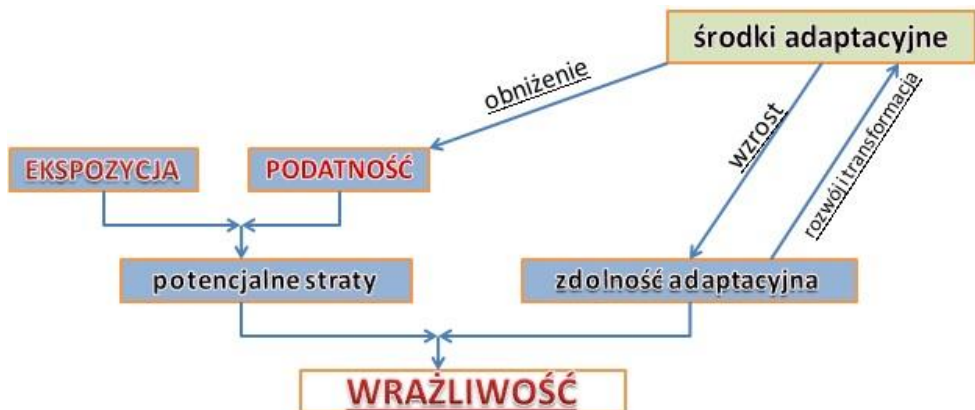 środki adaptacyjne
obniżenie
wzrost
rozwój i transformacja
EKSPOZYCJA
PODATNOŚĆ
potencjalne straty
zdolność adaptacyjna
WRAŻLIWOŚĆ